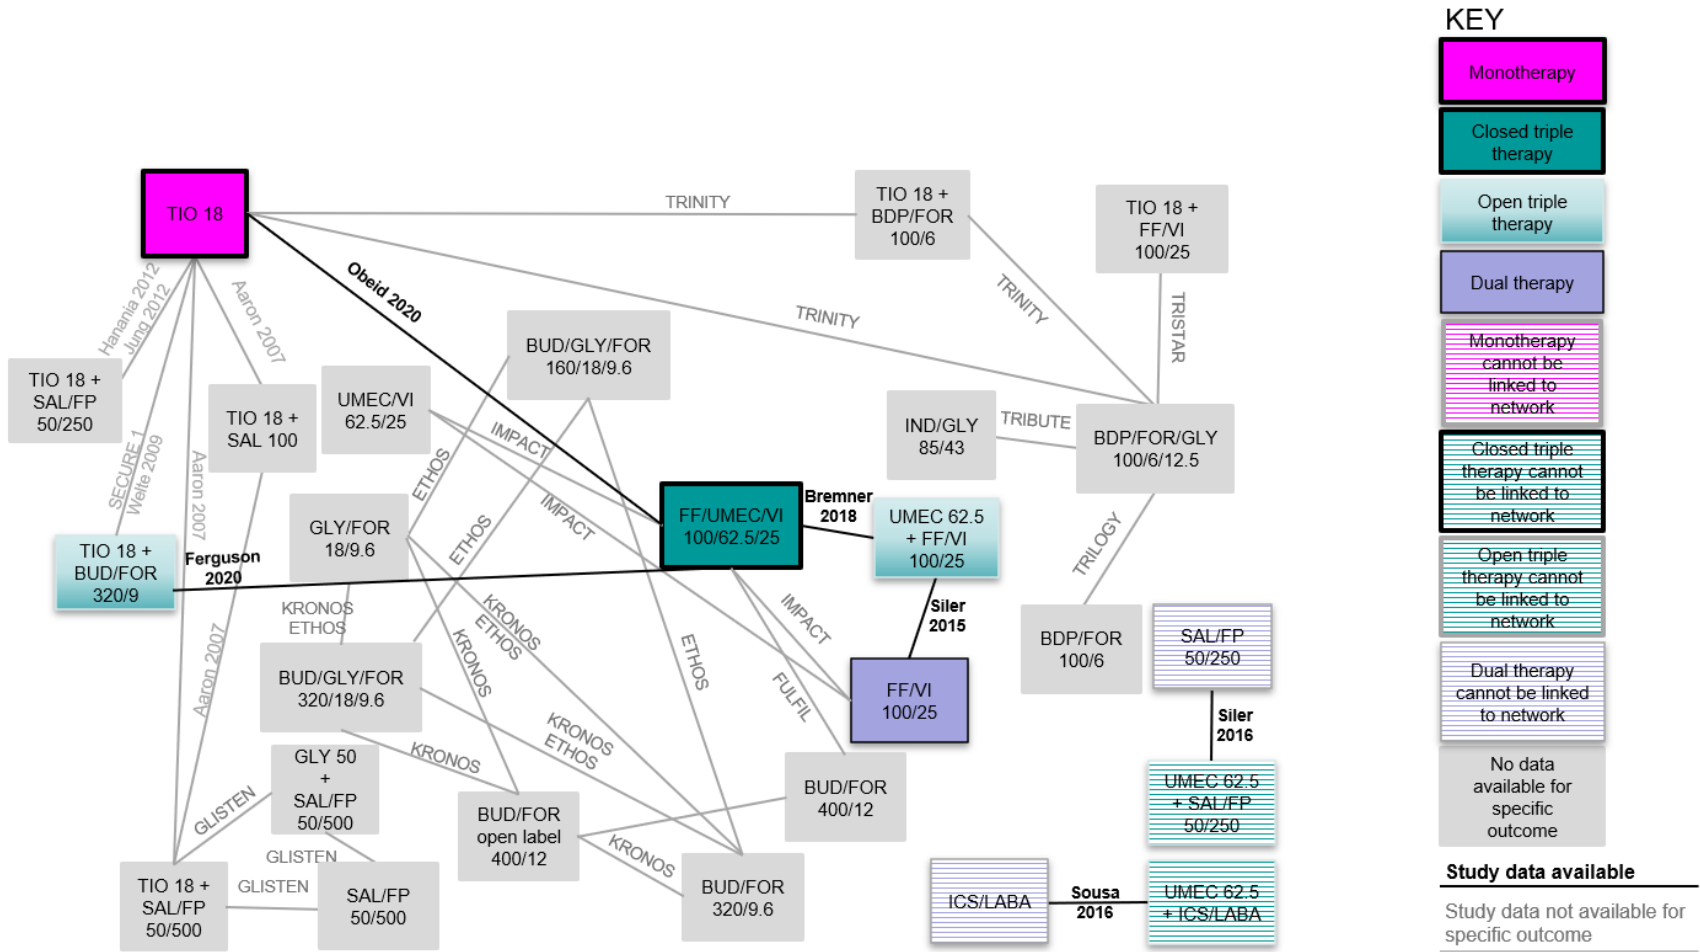 KEY
Monotherapy
Closed triple
therapy
Open triple
therapy
Dual therapy
Monotherapy
cannot be
linked to
network
Closed triple
therapy cannot
be linked to
network
Open triple
therapy cannot
be linked to
network
Dual therapy
cannot be linked
to network
No data
available for
specific
outcome
Study data available
Study data not available for
specific outcome
TIO 18
TRINITY
TIO 18 +
BDP/FOR
100/6
TIO 18 +
FF/VI
100/25
Obeid 2020
TRINITY
TRINITY
TRISTAR
Hanania 2012
Jung 2012
Aaron 2007
TIO 18 +
SAL/FP
50/250
TIO 18 +
SAL 100
UMEC/VI
62.5/25
BUD/GLY/FOR
160/18/9.6
IND/GLY
85/43
TRIBUTE
BDP/FOR/GLY
100/6/12.5
SECURE 1
Welte 2009
Aaron 2007
ETHOS
IMPACT
IMPACT
ETHOS
GLY/FOR
18/9.6
FF/UMEC/VI
100/62.5/25
Bremner
2018
UMEC 62.5
+ FF/VI
100/25
TRILOGY
TIO 18 +
BUD/FOR
320/9
Ferguson
2020
KRONOS
ETHOS
KRONOS
ETHOS
KRONOS
ETHOS
IMPACT
FULFIL
Siler
2015
BDP/FOR
100/6
SAL/FP
50/250
Aaron 2007
BUD/GLY/FOR
320/18/9.6
FF/VI
100/25
KRONOS
ETHOS
KRONOS
Siler
2016
GLY 50
+
SAL/FP
50/500
GLISTEN
BUD/FOR
open label
400/12
BUD/FOR
400/12
UMEC 62.5
+ SAL/FP
50/250
GLISTEN
KRONOS
TIO 18 +
SAL/FP
50/500
GLISTEN
SAL/FP
50/500
BUD/FOR
320/9.6
ICS/LABA
Sousa
2016
UMEC 62.5
+ ICS/LABA